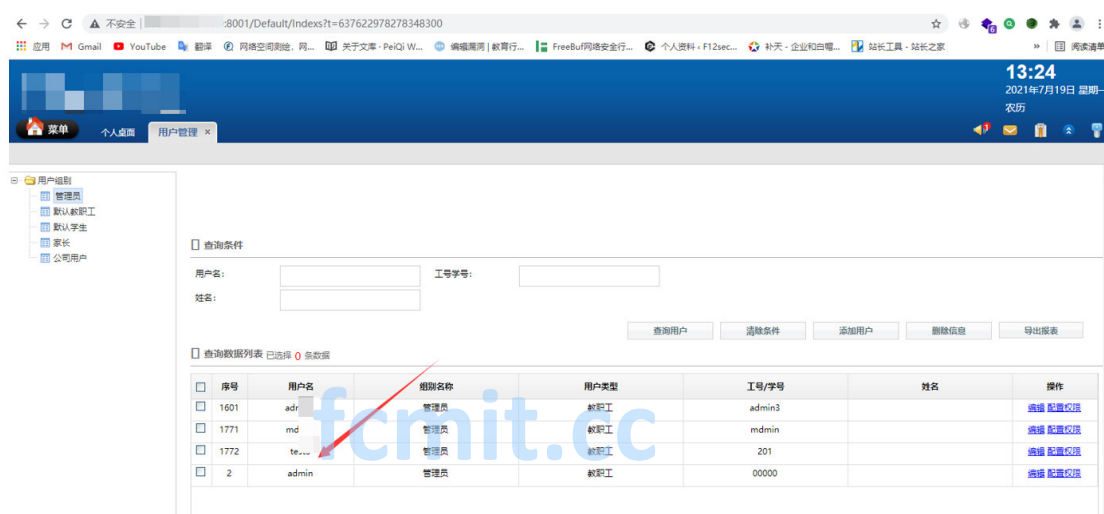 不安全 :8001/Default/Indexs?t=637622978278348300
应用 Gmail YouTube 翻译 网络空间测绘，网... 关于文库 · PeiQi W... 编辑漏洞 | 教育行... FreeBuf网络安全行... 个人资料 ‹ F12sec... 补天 - 企业和白帽... 站长工具 - 站长之家 » 阅读清单
13:24
2021年7月19日 星期一
农历
菜单 个人桌面 用户管理 ×
用户组别
管理员
默认教职工
默认学生
家长
公司用户
查询条件
用户名： 工号学号：
姓名：
查询用户 清除条件 添加用户 删除信息 导出报表
查询数据列表 已选择 0 条数据
序号 用户名 组别名称 用户类型 工号/学号 姓名 操作
1601 adr 管理员 教职工 admin3 编辑 配置权限
1771 md 管理员 教职工 mdmin 编辑 配置权限
1772 管理员 教职工 201 编辑 配置权限
2 admin 管理员 教职工 00000 编辑 配置权限
fcmit.cc